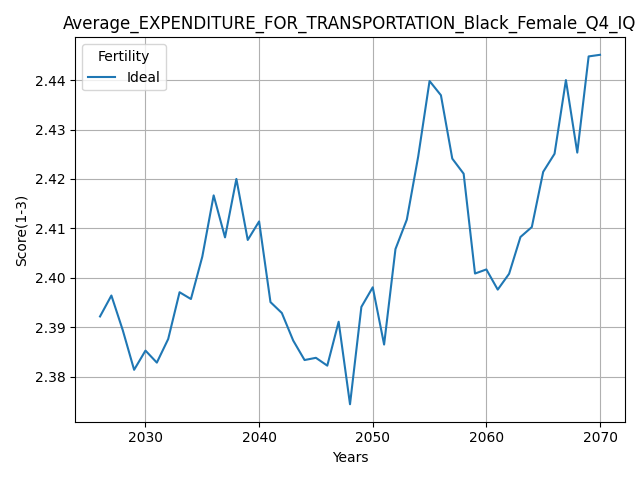 Average_EXPENDITURE_FOR_TRANSPORTATION_Black_Female_Q4_IQ
Fertility
Ideal
2.44
2.43
2.42
2.41
2.40
2.39
2.38
Score(1-3)
2030 2040 2050 2060 2070
Years